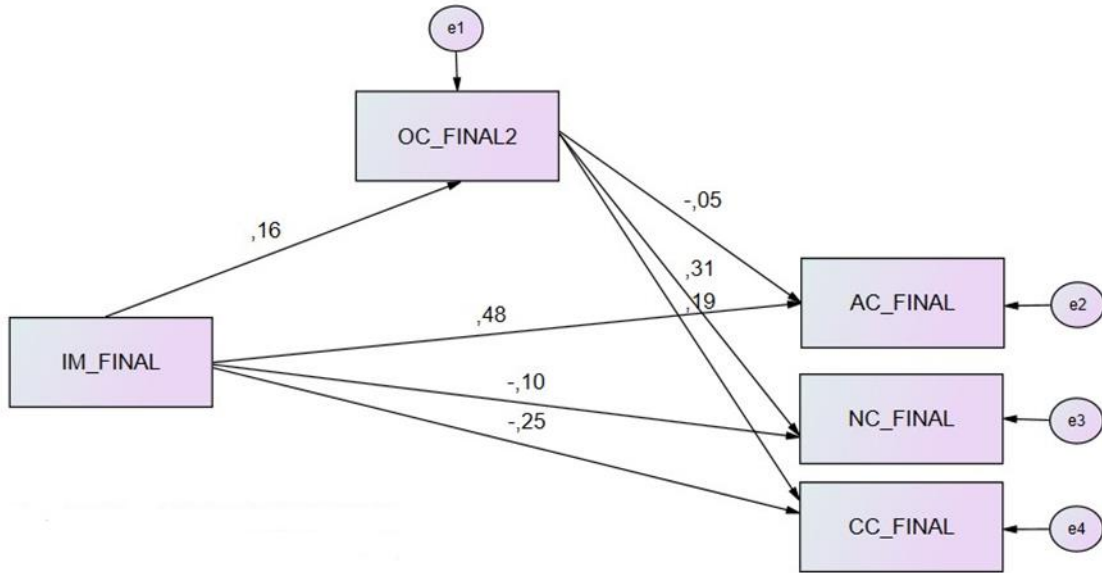 e1
OC_FINAL2
-,05
,16
,31
AC_FINAL
e2
,19
,48
IM_FINAL
-,10
NC_FINAL
e3
-,25
CC_FINAL
e4